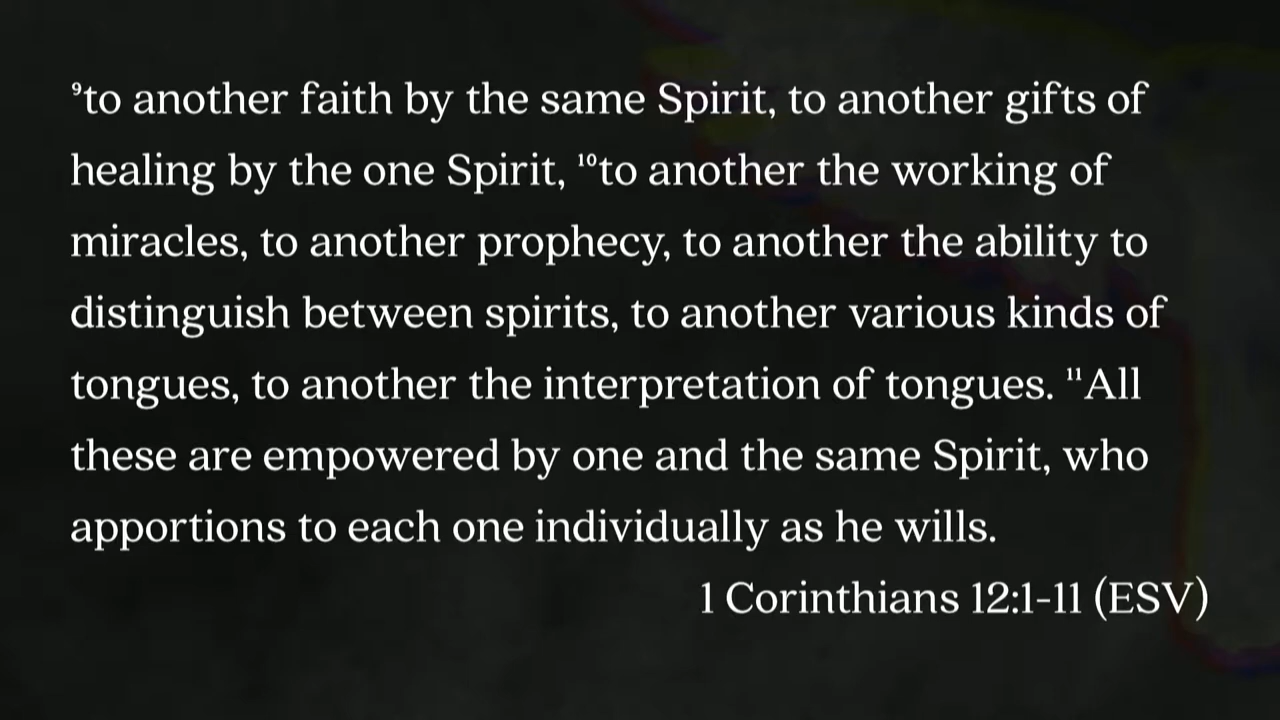 ⁹to another faith by the same Spirit, to another gifts of
healing by the one Spirit, ¹⁰to another the working of
miracles, to another prophecy, to another the ability to
distinguish between spirits, to another various kinds of
tongues, to another the interpretation of tongues. ¹¹All
these are empowered by one and the same Spirit, who
apportions to each one individually as he wills.
1 Corinthians 12:1-11 (ESV)